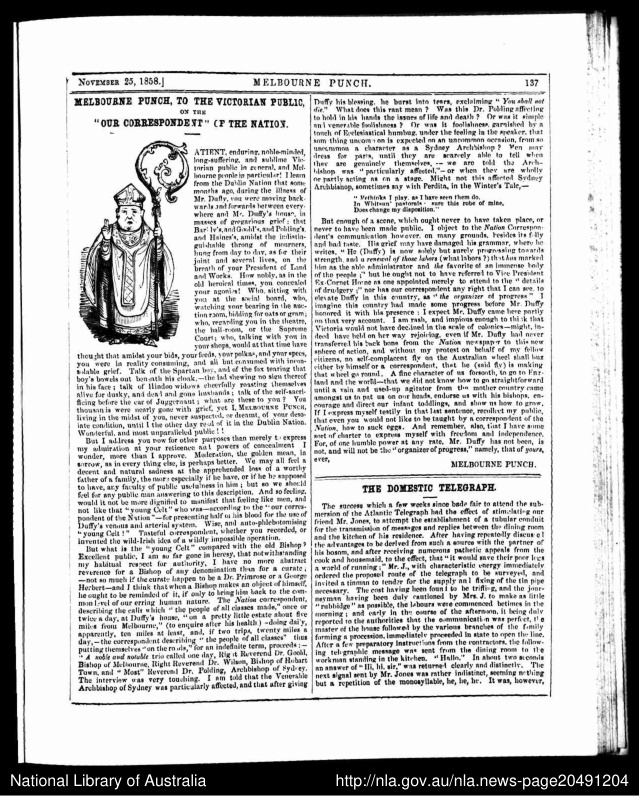 NOVEMBER 25, 1858.]
MELBOURNE PUNCH.
137
MELBOURNE PUNCH, TO THE VICTORIAN PUBLIC,
ON THE
"OUR CORRESPONDENT" OF THE NATION.
ATIENT, enduring, noble-minded,
long-suffering, and sublime Vic-
torian public in general, and Mel-
bourne people in particular! I learn
from the Dublin Nation that some
months ago, during the illness of
Mr. Duffy, you were moving back-
wards and forwards between every-
where and Mr. Duffy's house, in
masses of gregarious grief; that
guishable throng of mourners,
hung from day to day, as for their
joint and several lives, on the
breath of your President of Land
and Works. How nobly, as in the
old heroical times, you concealed
your agonies! Who, sitting with
you at the social board, who,
watching your bearing in the auc-
tion room, bidding for oats or gram;
who, regarding you in the theatre,
the ball-room, or the Supreme
Court; who, talking with you in
your shops, would at that time have
thought that amidst your bids, your feeds, your polkas, and your specs,
you were in reality consuming, and all but consumed with incon-
solable grief. Talk of the Spartan boy, and of the fox tearing that
boy's bowels out beneath his cloak,—the lad shewing no sign thereof
in his face; talk of Hindoo widows cheerfully roasting themselves
alive for dusky, and dead and gone husbands; talk of the self-sacri-
ficing before the car of Juggernaut; what are these to you? You
thousands were nearly gone with grief, yet I, MELBOURNE PUNCH,
living in the midst of you, never suspected, or dreamt, of your deso-
late condition, until I the other day read of it in the Dublin Nation.
Wonderful, and most unparalleled public!!
But I address you now for other purposes than merely to express
my admiration at your reticence and powers of concealment I
wonder, more than I approve. Moderation, the golden mean, in
sorrow, as in every thing else, is perhaps better. We may all feel a
decent and natural sadness at the apprehended loss of a worthy
father of a family, the more especially if he have, or if he be supposed
to have, any faculty of public usefulness in him; but so we should
feel for any public man answering to this description. And so feeling,
would it not be more dignified to manifest that feeling like men, and
not like that "young Celt" who was—according to the "our corres-
pondent of the Nation"—for presenting half of his blood for the use of
Duffy's venous and arterial system. Wise, and auto-phlebotomising
"young Celt!" Tasteful correspondent, whether you recorded, or
invented the wild-Irish idea of a wildly impossible operation.
But what is the "young Celt" compared with the old Bishop?
Excellent public, I am so far gone in heresy, that notwithstanding
my habitual respect for authority, I have no more abstract
reverence for a Bishop of any denomination than for a curate,
—not so much if the curate happen to be a Dr. Primrose or a George
Herbert—and I think that when a Bishop makes an object of himself,
he ought to be reminded of it, if only to bring him back to the com-
mon level of our erring human nature. The Nation correspondent,
describing the calls which "the people of all classes made," once or
twice a day, at Duffy's house, "on a pretty little estate about five
miles from Melbourne," (to enquire after his health) – doing daily,
apparently, ten miles at least, and, if two trips, twenty miles a
day,—the correspondent describing "the people of all classes" thus
putting themselves "on the roads," for an indefinite term, proceeds:—
"A noble and notable trio called one day, Right Reverend Dr. Goold,
Bishop of Melbourne, Right Reverend Dr. Wilson, Bishop of Hobart
Town, and "Most" Reverend Dr. Polding, Archbishop of Sydney.
The interview was very touching. I am told that the Venerable
Archbishop of Sydney was particularly affected, and that after giving
Duffy his blessing, he burst into tears, exclaiming "You shall not
die." What does this rant mean? Was this Dr. Polding affecting
to hold in his hands the issues of life and death? Or was it simple
and venerable foolishness? Or was it foolishness, garnished by a
touch of Ecclesiastical humbug, under the feeling in the speaker, that
som thing uncommon is expected on an uncommon occasion, from so
uncommon a character as a Sydney Archbishop? Men may
dress for parts, until they are scarcely able to tell when
they are genuinely themselves, — we are told the Arch-
bishop was "particularly affected,"—or when they are wholly
or partly acting as on a stage. Might not this affected Sydney
Archbishop, sometimes say with Perdita, in the Winter's Tale,—
"Methinks I play, as I have seen them do,
In Whitsun' pastorals· sure this robe of mine,
Does change my disposition."
But enough of a scene, which ought never to have taken place, or
never to have been made public. I object to the Nation Correspon-
dent's communication however, on many grounds, besides its folly
and bad taste. His grief may have damaged his grammar, where he
writes, "He (Duffy) is now solely but surely progressing towards
strength, and a renewal of those labors (what labors?) that has marked
him as the able administrator and the favorite of an immense body
of the people;" but he ought not to have referred to Vice President
Ex-Cornet Horne as one appointed merely to attend to the "details
of drudgery;" nor has our correspondent any right that I can see, to
elevate Duffy in this country, as "the organizer of progress." I
imagine this country had made some progress before Mr. Duffy
honored it with his presence: I expect Mr. Duffy came here partly
on that very account. I am rash, and impious enough to think that
Victoria would not have declined in the scale of colonies—might, in-
deed have held on her way rejoicing, even if Mr. Duffy had never
transferred his back bone from the Nation newspaper to this new
sphere of action, and without my protest on behalf of my fellow
citizens, no self-complacent fly on the Australian wheel shall buzz
either by himself or a correspondent, that he (said fly) is making
that wheel go round. A fine character of us forsooth, to go to Eng-
land and the world—that we did not know how to go straightforward
until a vain and used-up agitator from the mother country came
amongst us to put us on our heads, endorse us with his bishops, en-
courage and direct our infant toddlings, and show us how to grow.
If I express myself testily in that last sentence, recollect my public,
that even you would not like to be taught by a correspondent of the
Nation, how to suck eggs. And remember, also, that I have some
sort of charter to express myself with freedom and independence.
For, of one humble power at any rate, Mr. Duffy has not been, is
not, and will not be the "organizer of progress," namely, that of yours,
ever,
MELBOURNE PUNCH.
THE DOMESTIC TELEGRAPH.
The success which a few weeks since bade fair to attend the sub-
mersion of the Atlantic Telegraph had the effect of stimulating our
friend Mr. Jones, to attempt the establishment of a tubular conduit
for the transmission of messages and replies between the dining room
and the kitchen of his residence. After having repeatedly discussed
the advantages to be derived from such a source with the partner of
his bosom, and after receiving numerous pathetic appeals from the
cook and housemaid, to the effect, that "it would save their poor legs
a world of running;" Mr. J., with characteristic energy immediately
ordered the proposed route of the telegraph to be surveyed, and
invited a tinman to tender for the supply and fixing of the tin pipe
necessary. The cost having been found to be trifling, and the jour-
neymen having been duly cautioned by Mrs. J. to make as little
"rubbidge" as possible, the labours were commenced betimes in the
morning; and early in the course of the afternoon, it being duly
reported to the authorities that the communication was perfect, the
master of the house followed by the various branches of the family
forming a procession, immediately proceeded in state to open the line.
After a few preparatory instructions from the contractors, the follow-
ing telegraphic message was sent from the dining room to the
workman standing in the kitchen. "Hallo." In about two seconds
an answer of "Hi, hi, sir," was returned clearly and distinctly. The
next signal sent by Mr. Jones was rather indistinct, seeming nothing
but a repetition of the monosyllable, he, he, he. It was, however,
National Library of Australia
http://nla.gov.au/nla.news-page20491204